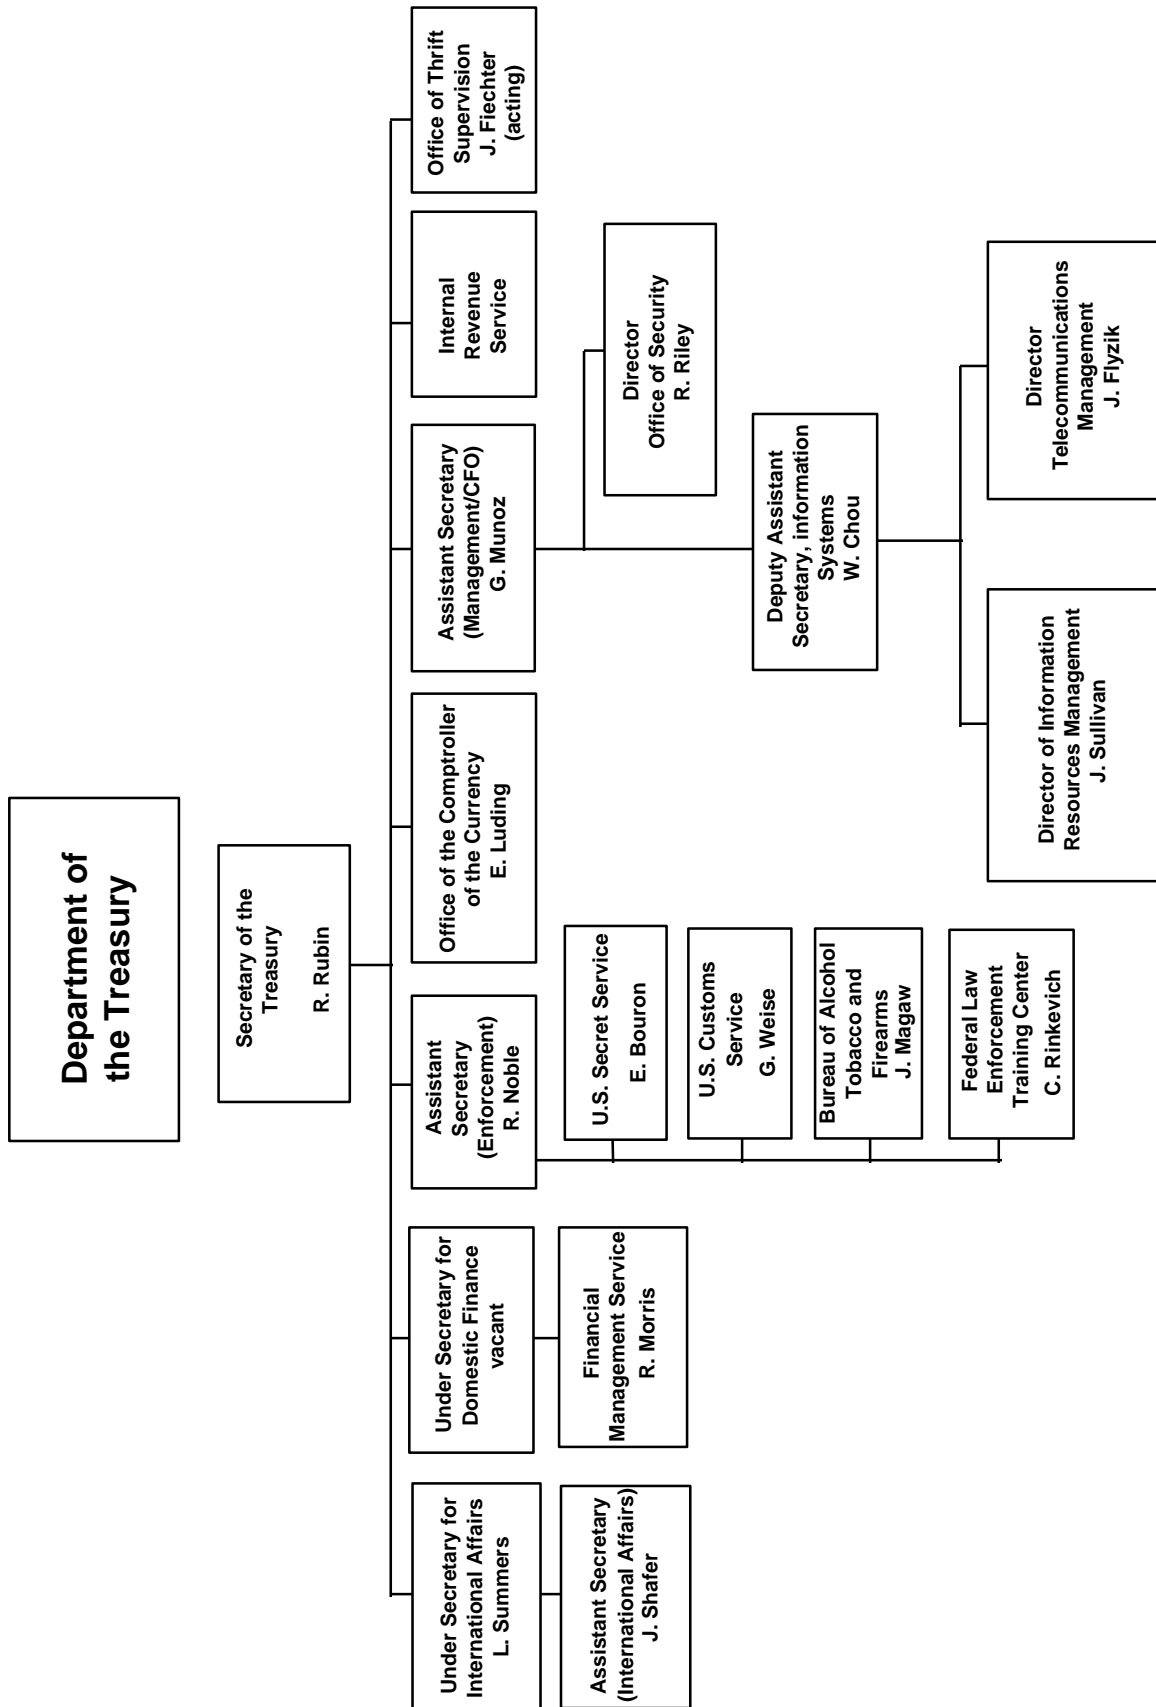 Department of
the Treasury
Secretary of the
Treasury
R. Rubin
Under Secretary for
International Affairs
L. Summers
Assistant Secretary
(International Affairs)
J. Shafer
Under Secretary for
Domestic Finance
vacant
Financial
Management Service
R. Morris
Assistant
Secretary
(Enforcement)
R. Noble
U.S. Secret Service
E. Bouron
U.S. Customs
Service
G. Weise
Bureau of Alcohol
Tobacco and
Firearms
J. Magaw
Federal Law
Enforcement
Training Center
C. Rinkevich
Office of the Comptroller
of the Currency
E. Luding
Assistant Secretary
(Management/CFO)
G. Munoz
Director
Office of Security
R. Riley
Deputy Assistant
Secretary, information
Systems
W. Chou
Director of Information
Resources Management
J. Sullivan
Director
Telecommunications
Management
J. Flyzik
Internal
Revenue
Service
Office of Thrift
Supervision
J. Fiechter
(acting)